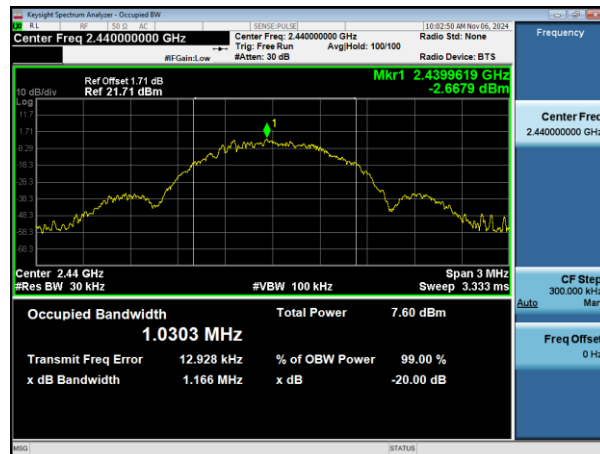 Keysight Spectrum Analyzer - Occupied BW
RL RF 50 Ω AC SENSE:PULSE 10:02:50 AM Nov 06, 2024
Center Freq 2.440000000 GHz Center Freq: 2.440000000 GHz Radio Std: None
Trig: Free Run Avg|Hold: 100/100
#IFGain:Low #Atten: 30 dB Radio Device: BTS
Frequency
Ref Offset 1.71 dB Mkr1 2.4399619 GHz
10 dB/div Ref 21.71 dBm -2.6679 dBm
Log
11.7
1.71
-8.29
-18.3
-28.3
-38.3
-48.3
-58.3
-68.3
1
Center 2.44 GHz Span 3 MHz
#Res BW 30 kHz #VBW 100 kHz Sweep 3.333 ms
Occupied Bandwidth Total Power 7.60 dBm
1.0303 MHz
Transmit Freq Error 12.928 kHz % of OBW Power 99.00 %
x dB Bandwidth 1.166 MHz x dB -20.00 dB
Center Freq
2.440000000 GHz
CF Step
300.000 kHz
Auto Man
Freq Offset
0 Hz
MSG STATUS